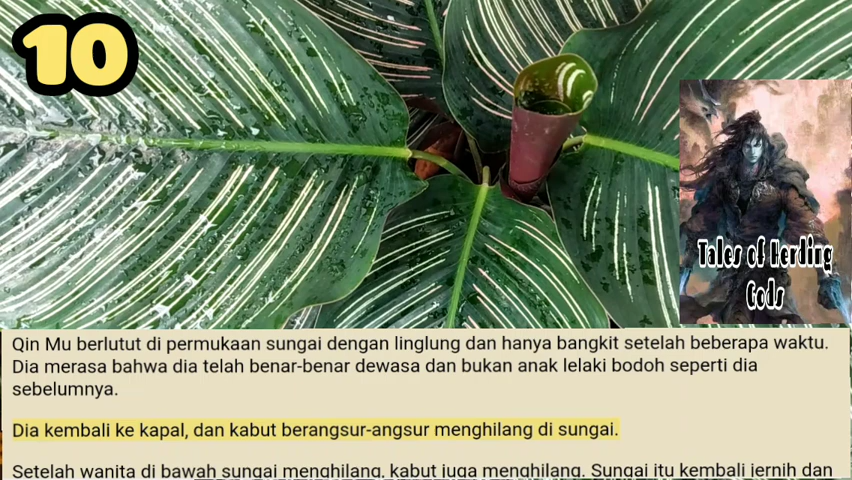 10
Tales of Herding
Gods
Qin Mu berlutut di permukaan sungai dengan linglung dan hanya bangkit setelah beberapa waktu.
Dia merasa bahwa dia telah benar-benar dewasa dan bukan anak lelaki bodoh seperti dia
sebelumnya.
Dia kembali ke kapal, dan kabut berangsur-angsur menghilang di sungai.
Setelah wanita di bawah sungai menghilang, kabut juga menghilang. Sungai itu kembali jernih dan